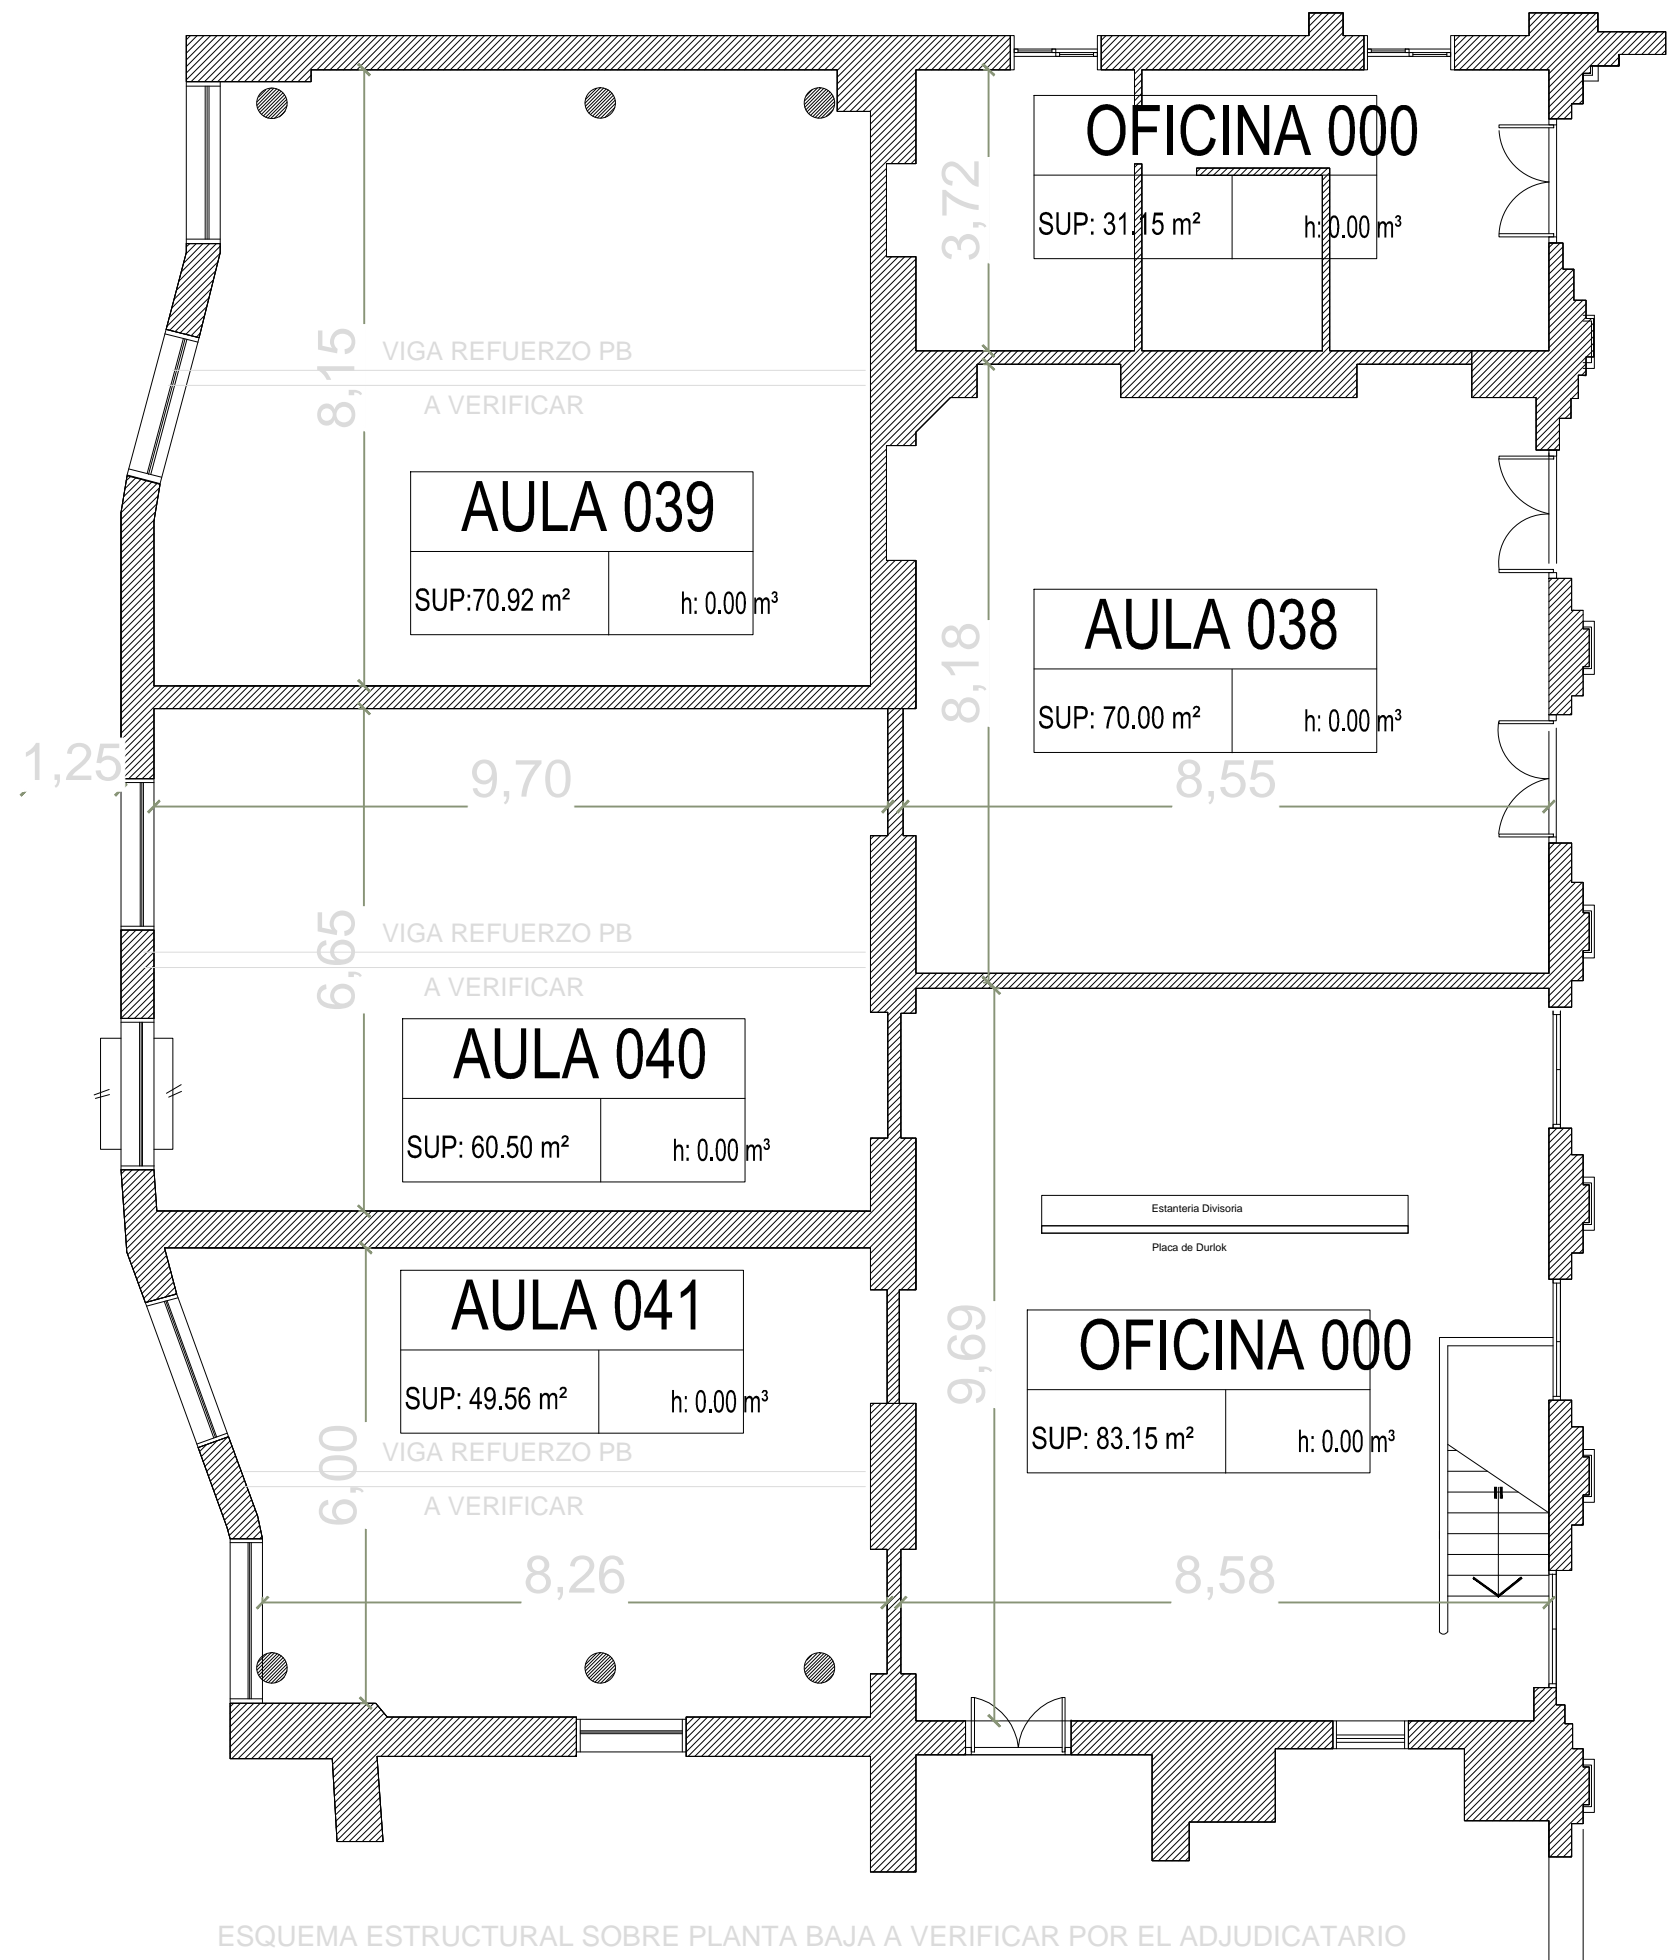 OFICINA 000
SUP: 31.15 m²
h: 0.00 m³
3,72
8,15
VIGA REFUERZO PB
A VERIFICAR
AULA 039
SUP:70.92 m²
h: 0.00 m³
AULA 038
SUP: 70.00 m²
h: 0.00 m³
8,18
1,25
9,70
8,55
6,65
VIGA REFUERZO PB
A VERIFICAR
AULA 040
SUP: 60.50 m²
h: 0.00 m³
Estanteria Divisoria
Placa de Durlok
AULA 041
SUP: 49.56 m²
h: 0.00 m³
OFICINA 000
SUP: 83.15 m²
h: 0.00 m³
9,69
6,00
VIGA REFUERZO PB
A VERIFICAR
8,26
8,58
ESQUEMA ESTRUCTURAL SOBRE PLANTA BAJA A VERIFICAR POR EL ADJUDICATARIO